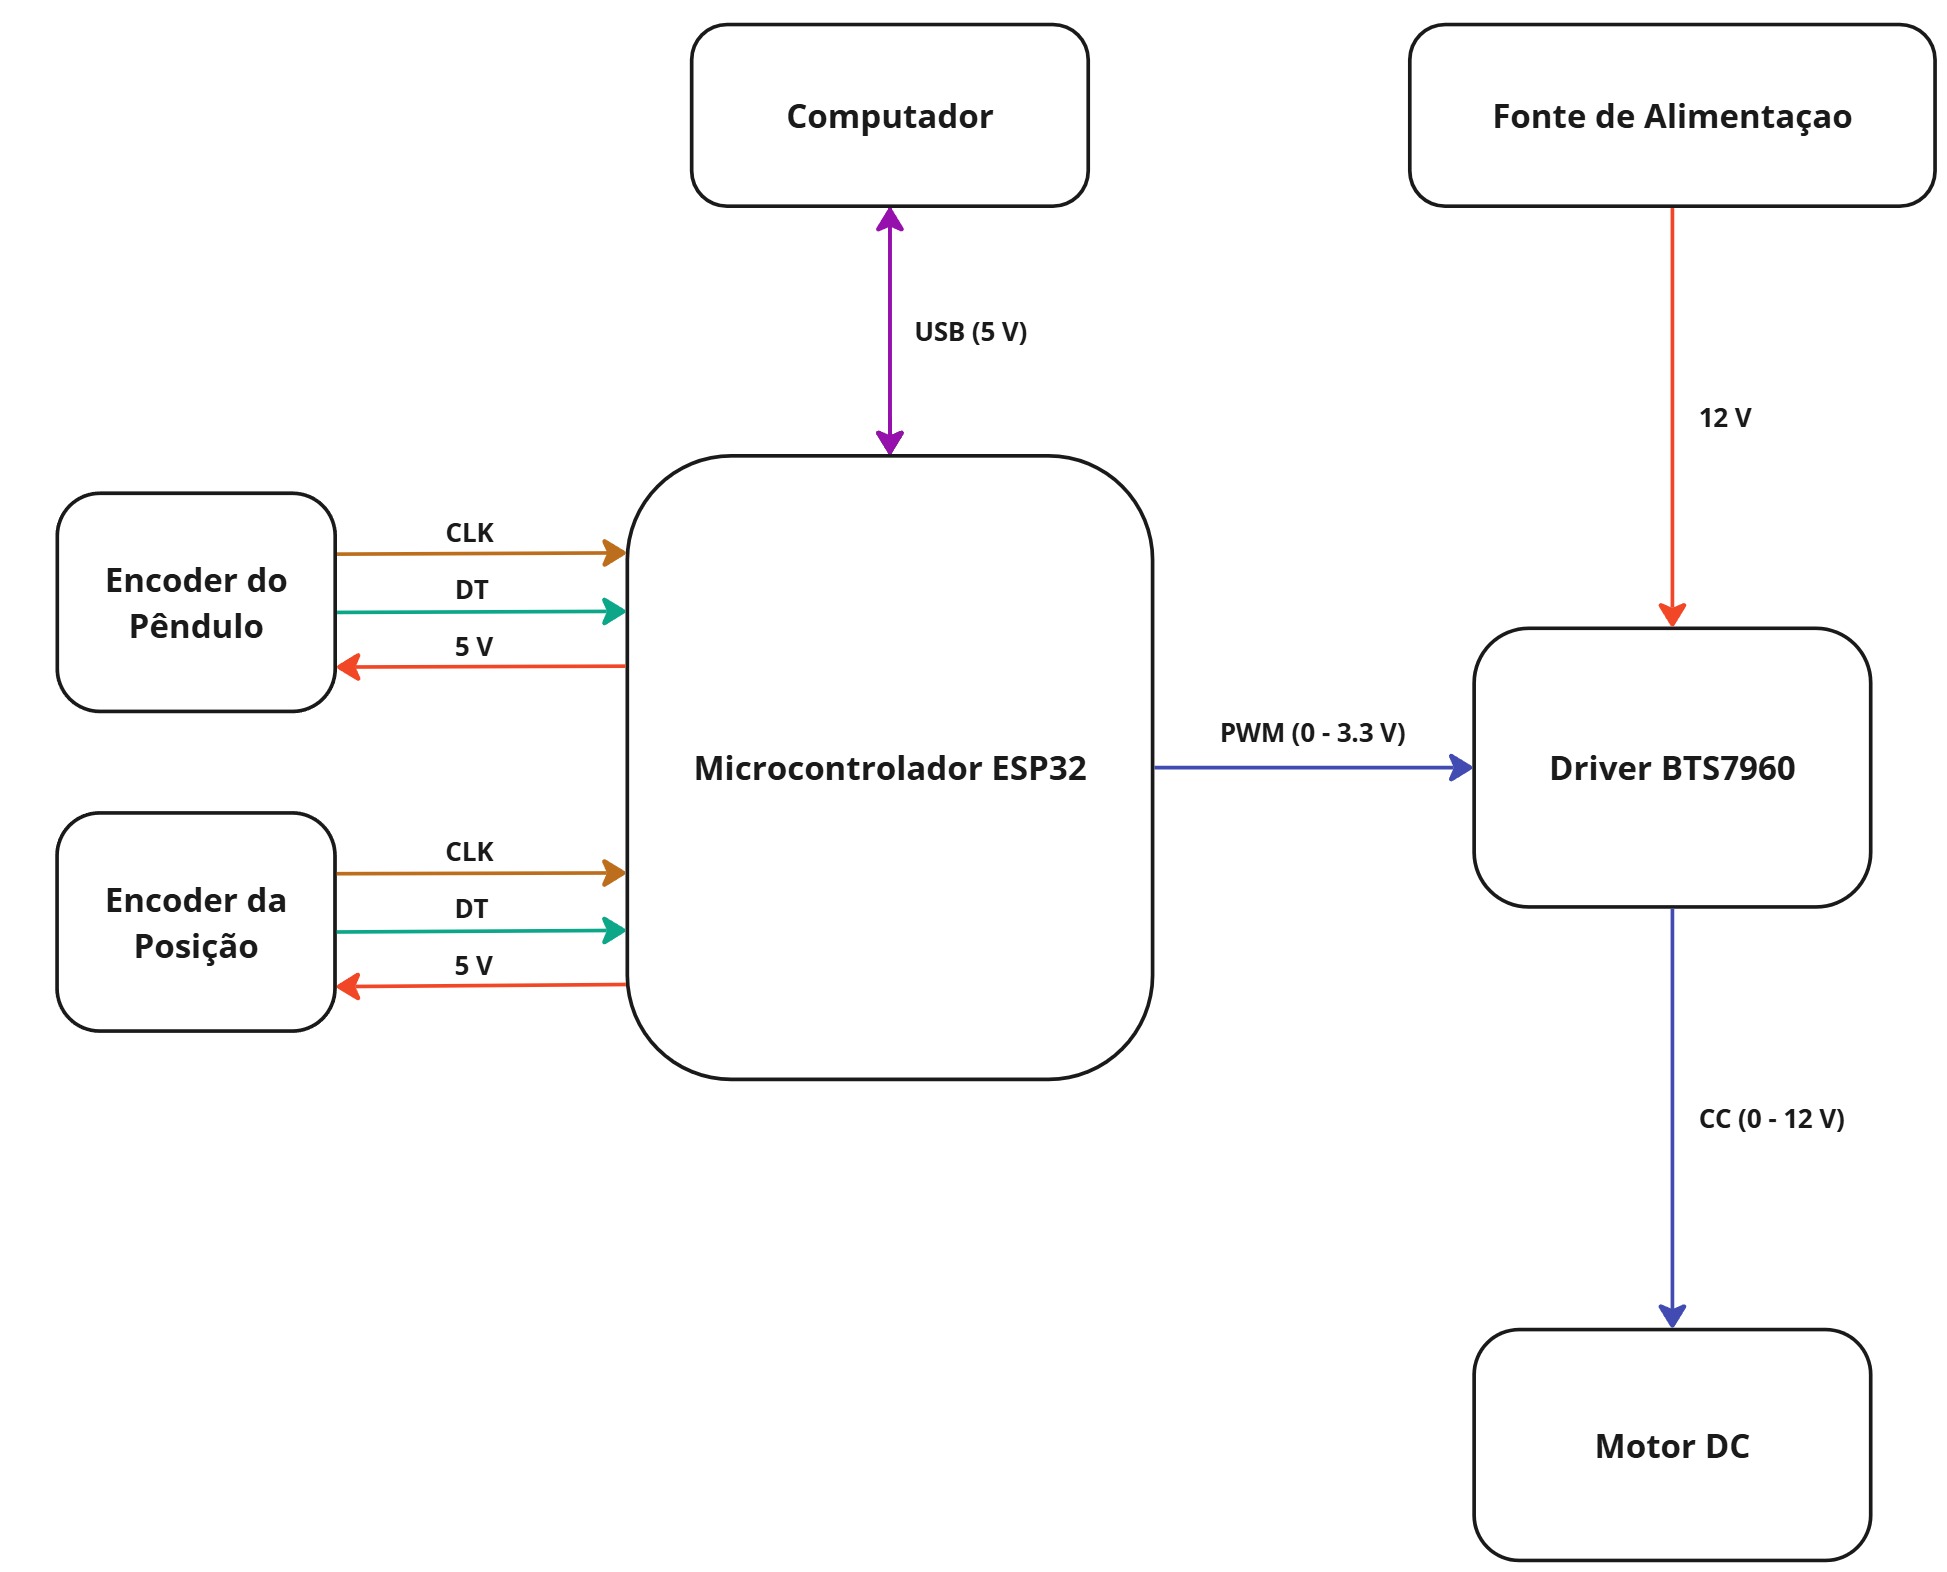 Computador
Fonte de Alimentaçao
USB (5 V)
12 V
CLK
Encoder do
Pêndulo
DT
5 V
PWM (0 - 3.3 V)
Microcontrolador ESP32
Driver BTS7960
CLK
Encoder da
Posição
DT
5 V
CC (0 - 12 V)
Motor DC